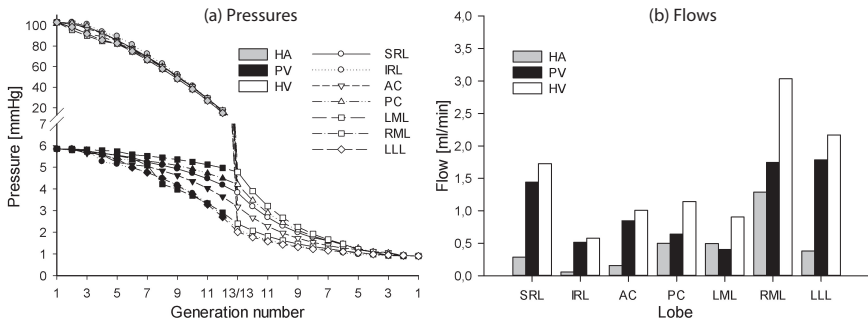 (a) Pressures
Pressure [mmHg]
100
80
60
40
20
7
6
5
4
3
2
1
0
HA
PV
HV
SRL
IRL
AC
PC
LML
RML
LLL
1 3 5 7 9 11 13/13 11 9 7 5 3 1
Generation number
(b) Flows
Flow [ml/min]
4,0
3,5
3,0
2,5
2,0
1,5
1,0
0,5
0,0
HA
PV
HV
SRL IRL AC PC LML RML LLL
Lobe